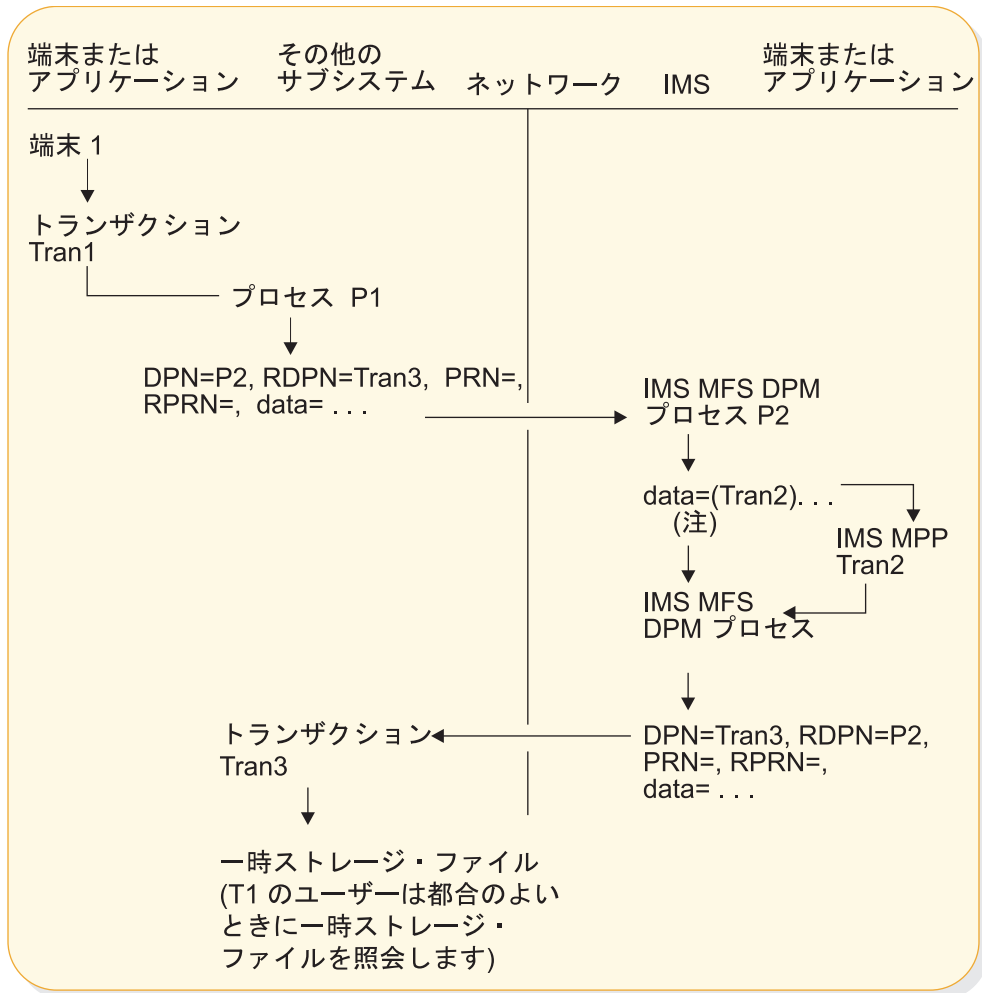 端末または
アプリケーション
その他の
サブシステム
ネットワーク
IMS
端末または
アプリケーション
端末 1
トランザクション
Tran1
プロセス P1
DPN=P2, RDPN=Tran3, PRN=,
RPRN=, data= . . .
IMS MFS DPM
プロセス P2
data=(Tran2). . .
(注)
IMS MPP
Tran2
IMS MFS
DPM プロセス
トランザクション
Tran3
DPN=Tran3, RDPN=P2,
PRN=, RPRN=,
data= . . .
一時ストレージ・ファイル
(T1 のユーザーは都合のよい
ときに一時ストレージ・
ファイルを照会します)